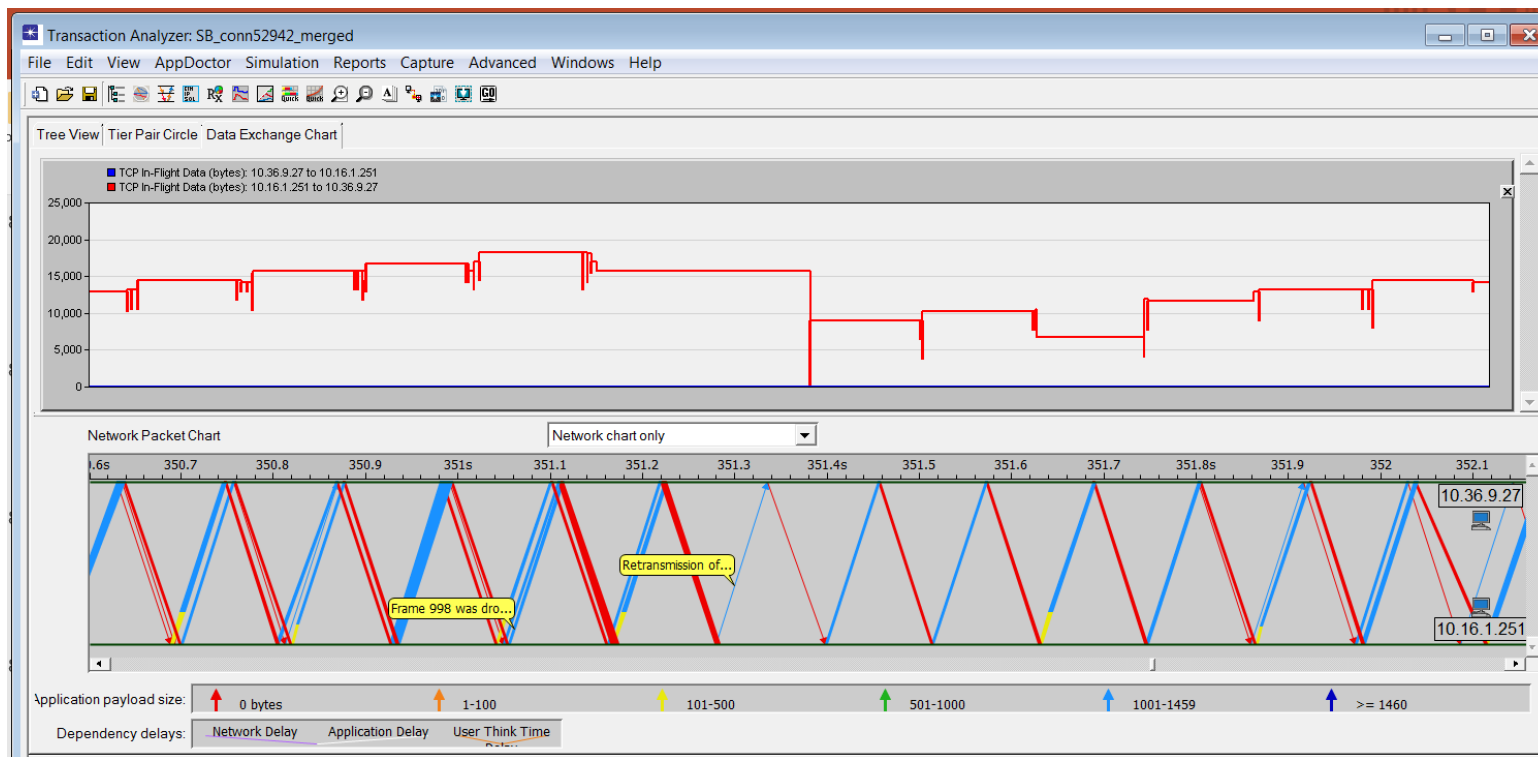 Transaction Analyzer: SB_conn52942_merged
File Edit View AppDoctor Simulation Reports Capture Advanced Windows Help
Tree View Tier Pair Circle Data Exchange Chart
TCP In-Flight Data (bytes): 10.36.9.27 to 10.16.1.251
TCP In-Flight Data (bytes): 10.16.1.251 to 10.36.9.27
25,000
20,000
15,000
10,000
5,000
0
Network Packet Chart Network chart only
.6s 350.7 350.8 350.9 351s 351.1 351.2 351.3 351.4s 351.5 351.6 351.7 351.8s 351.9 352 352.1
10.36.9.27
Retransmission of...
Frame 998 was dro...
10.16.1.251
Application payload size: 0 bytes 1-100 101-500 501-1000 1001-1459 >= 1460
Dependency delays: Network Delay Application Delay User Think Time